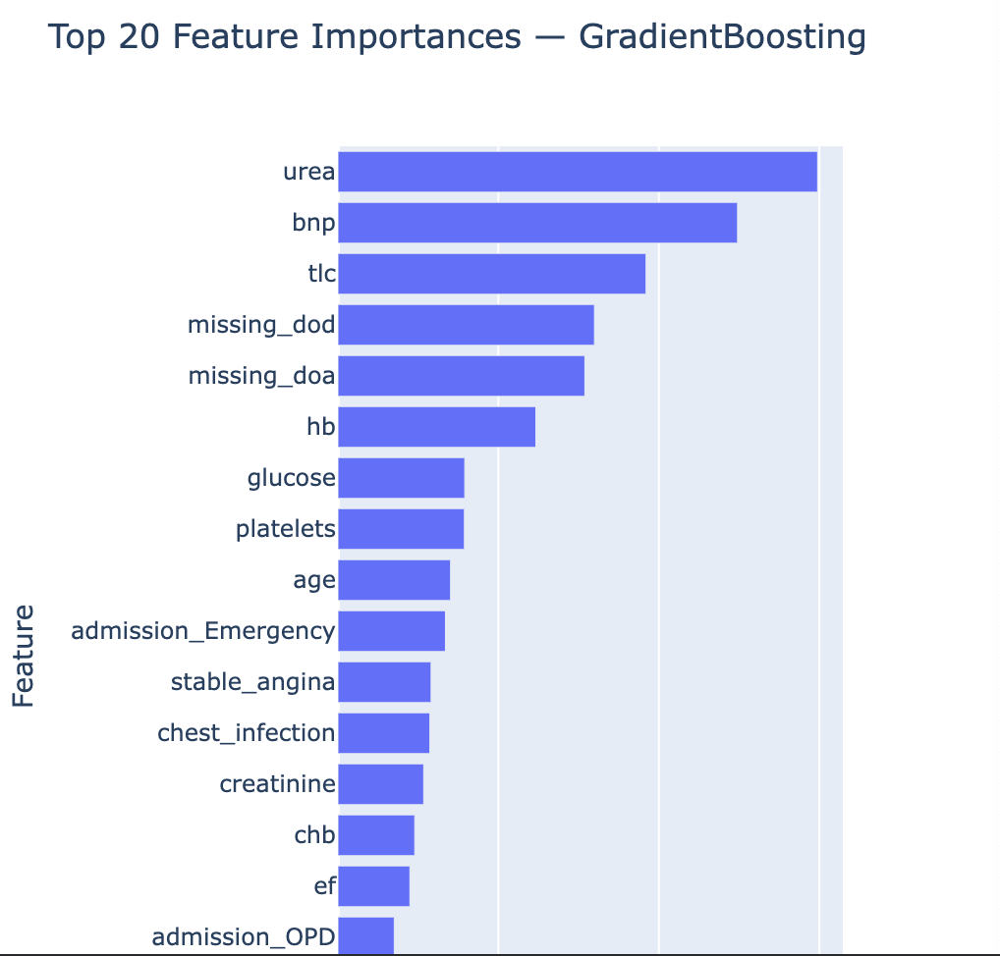 Top 20 Feature Importances — GradientBoosting
urea
bnp
tlc
missing_dod
missing_doa
hb
glucose
platelets
age
admission_Emergency
stable_angina
chest_infection
creatinine
chb
ef
admission_OPD
Feature